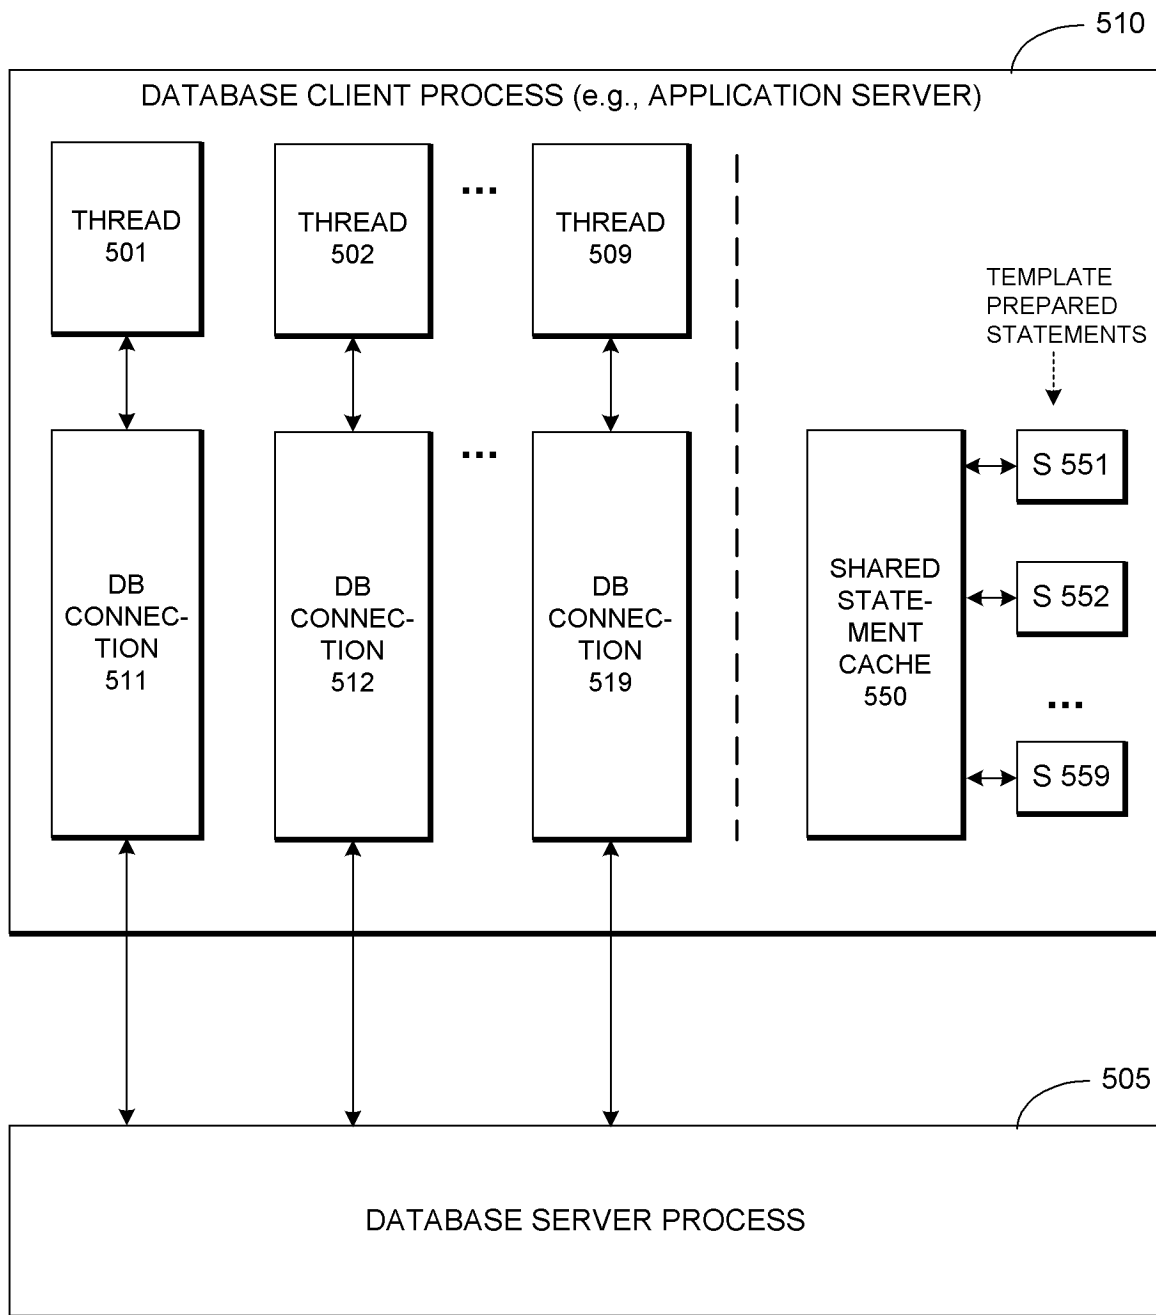 510
DATABASE CLIENT PROCESS (e.g., APPLICATION SERVER)
THREAD
501
THREAD
502
...
THREAD
509
TEMPLATE
PREPARED
STATEMENTS
DB
CONNEC-
TION
511
DB
CONNEC-
TION
512
...
DB
CONNEC-
TION
519
SHARED
STATE-
MENT
CACHE
550
S 551
S 552
...
S 559
505
DATABASE SERVER PROCESS